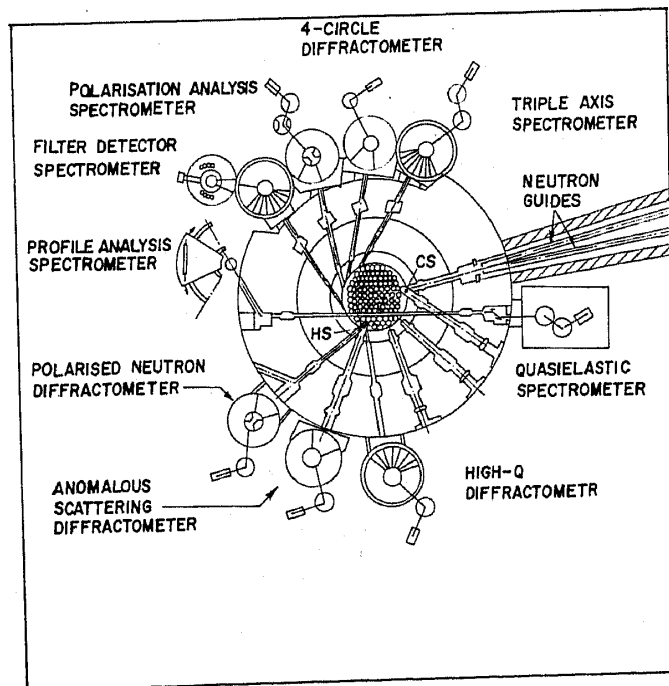 4-CIRCLE
DIFFRACTOMETER
POLARISATION ANALYSIS
SPECTROMETER
TRIPLE AXIS
SPECTROMETER
FILTER DETECTOR
SPECTROMETER
NEUTRON
GUIDES
PROFILE ANALYSIS
SPECTROMETER
CS
HS
QUASIELASTIC
SPECTROMETER
POLARISED NEUTRON
DIFFRACTOMETER
ANOMALOUS
SCATTERING
DIFFRACTOMETER
HIGH-Q
DIFFRACTOMETR